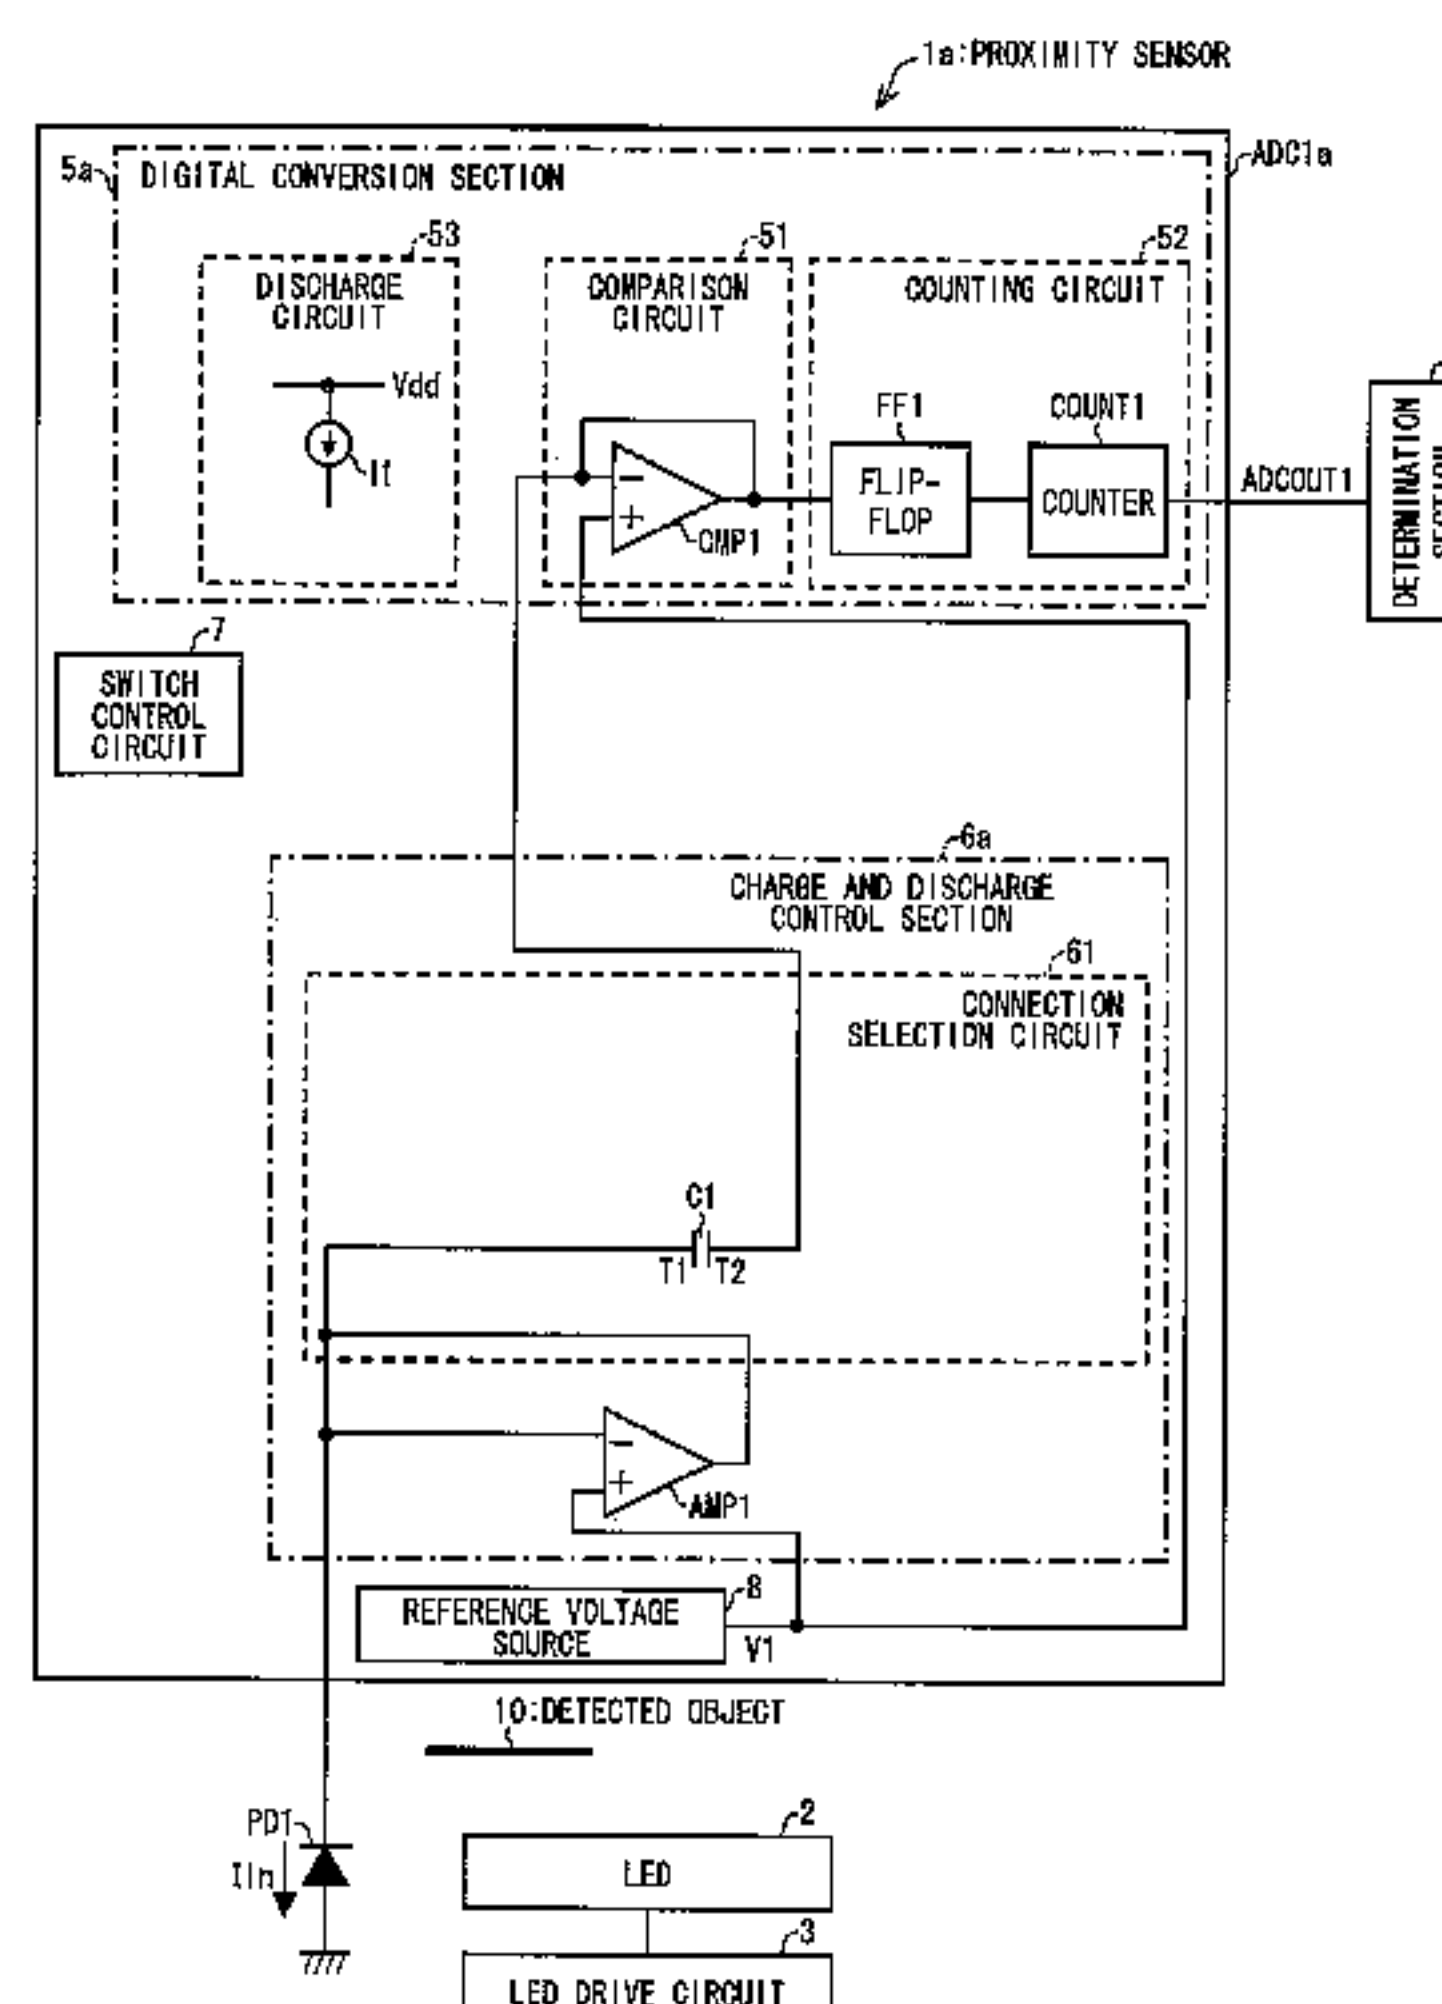 1a:PROXIMITY SENSOR
ADC1a
5a
DIGITAL CONVERSION SECTION
53
51
52
DISCHARGE
CIRCUIT
COMPARISON
CIRCUIT
COUNTING CIRCUIT
Vdd
If
FF1
COUNT1
−
+
CMP1
FLIP-
FLOP
COUNTER
ADCOUT1
DETERMINATION
7
SWITCH
CONTROL
CIRCUIT
6a
CHARGE AND DISCHARGE
CONTROL SECTION
61
CONNECTION
SELECTION CIRCUIT
C1
T1
T2
−
+
AMP1
8
REFERENCE VOLTAGE
SOURCE
V1
10:DETECTED OBJECT
PD1
Iin
2
LED
3
LED DRIVE CIRCUIT